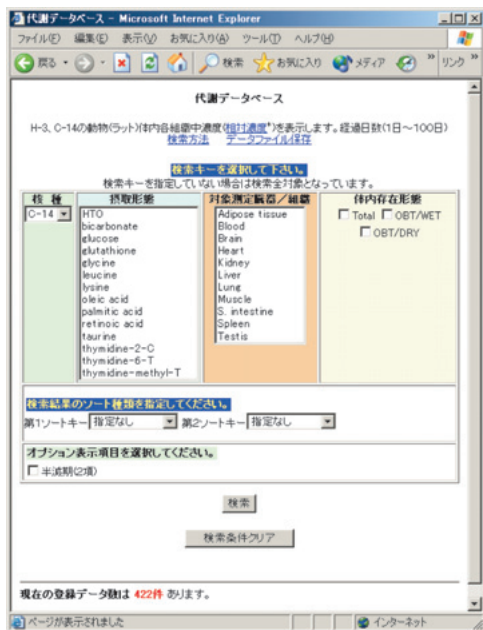 代謝データベース - Microsoft Internet Explorer
ファイル(F) 編集(E) 表示(V) お気に入り(A) ツール(T) ヘルプ(H)
戻る 検索 お気に入り メディア リンク
代謝データベース
H-3、C-14の動物(ラット)体内各組織中濃度(相対濃度*)を表示します。経過日数(1日～100日)
検索方法 データファイル保存
検索キーを選択して下さい。
検索キーを指定していない場合は検索全対象となっています。
核 種 摂取形態 対象測定臓器/組織 体内存在形態
C-14
HTO
bicarbonate
glucose
glutathione
glycine
leucine
lysine
oleic acid
palmitic acid
retinoic acid
taurine
thymidine-2-C
thymidine-6-T
thymidine-methyl-T
Adipose tissue
Blood
Brain
Heart
Kidney
Liver
Lung
Muscle
S. intestine
Spleen
Testis
Total OBT/WET
OBT/DRY
検索結果のソート種類を指定してください。
第1ソートキー 指定なし 第2ソートキー 指定なし
オプション表示項目を選択してください。
半減期(2項)
検索
検索条件クリア
現在の登録データ数は 422件 あります。
ページが表示されました インターネット